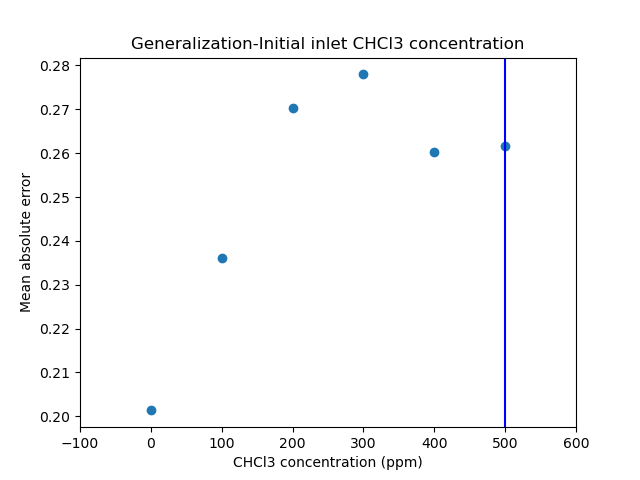 Generalization-Initial inlet CHCl3 concentration
0.28
0.27
0.26
0.25
0.24
0.23
0.22
0.21
0.20
Mean absolute error
−100 0 100 200 300 400 500 600
CHCl3 concentration (ppm)